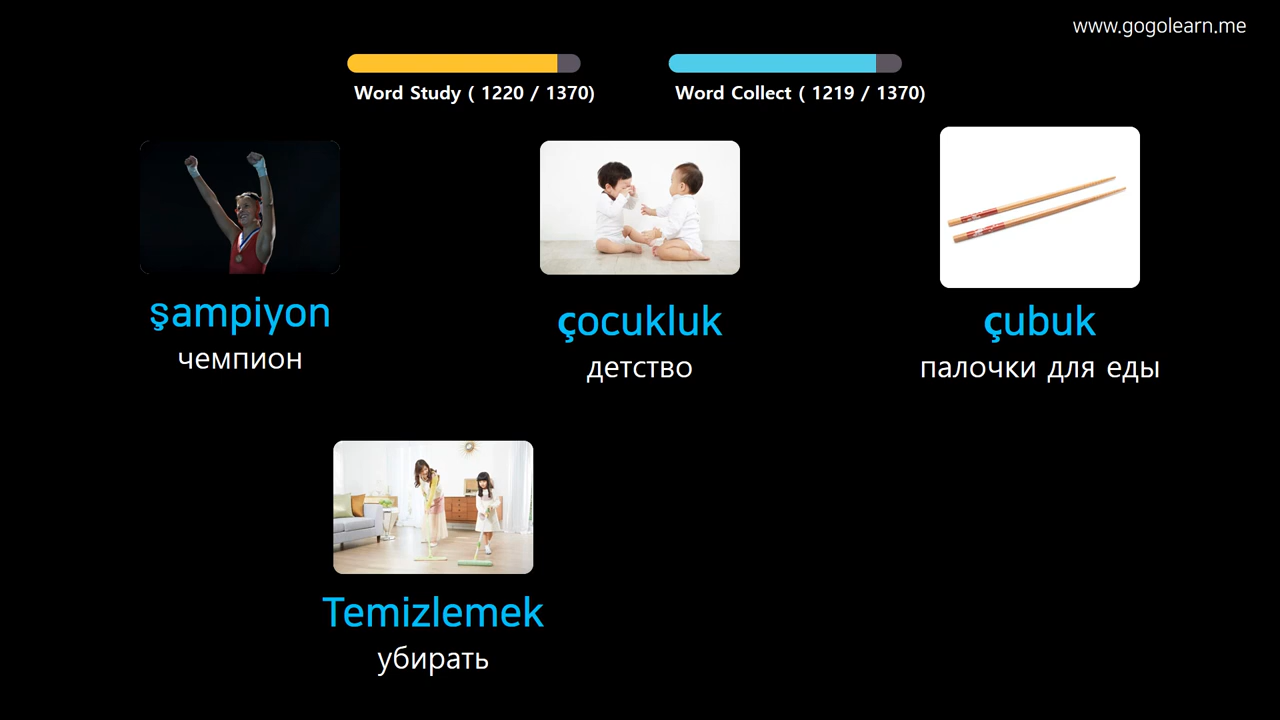 www.gogolearn.me
Word Study ( 1220 / 1370)
Word Collect ( 1219 / 1370)
şampiyon
чемпион
çocukluk
детство
çubuk
палочки для еды
Temizlemek
убирать